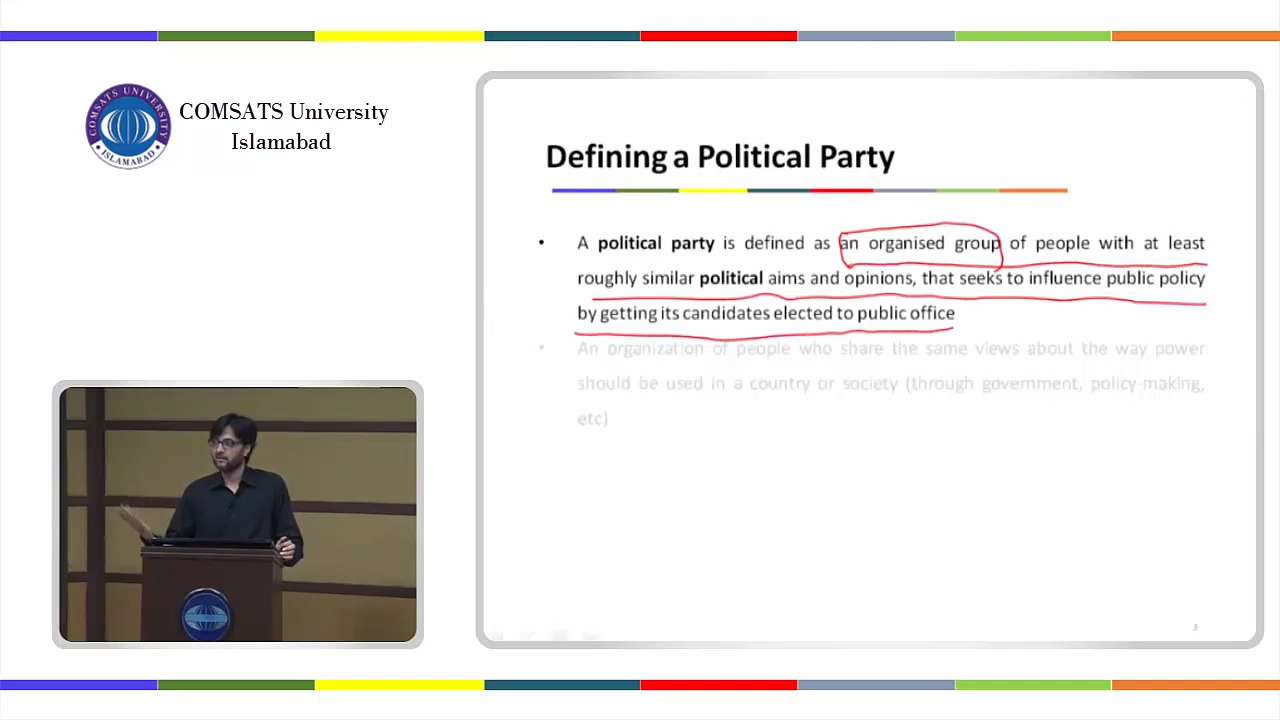 COMSATS UNIVERSITY
ISLAMABAD
COMSATS University
Islamabad
Defining a Political Party
• A political party is defined as an organised group of people with at least
roughly similar political aims and opinions, that seeks to influence public policy
by getting its candidates elected to public office
• An organization of people who share the same views about the way power
should be used in a country or society (through government, policy-making,
etc)